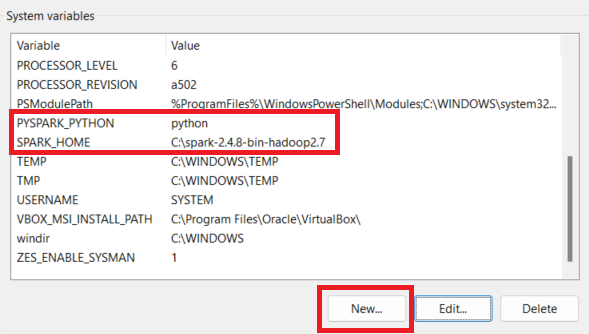 System variables
Variable Value
PROCESSOR_LEVEL 6
PROCESSOR_REVISION a502
PSModulePath %ProgramFiles%\WindowsPowerShell\Modules;C:\WINDOWS\system32...
PYSPARK_PYTHON python
SPARK_HOME C:\spark-2.4.8-bin-hadoop2.7
TEMP C:\WINDOWS\TEMP
TMP C:\WINDOWS\TEMP
USERNAME SYSTEM
VBOX_MSI_INSTALL_PATH C:\Program Files\Oracle\VirtualBox\
windir C:\WINDOWS
ZES_ENABLE_SYSMAN 1
New... Edit... Delete